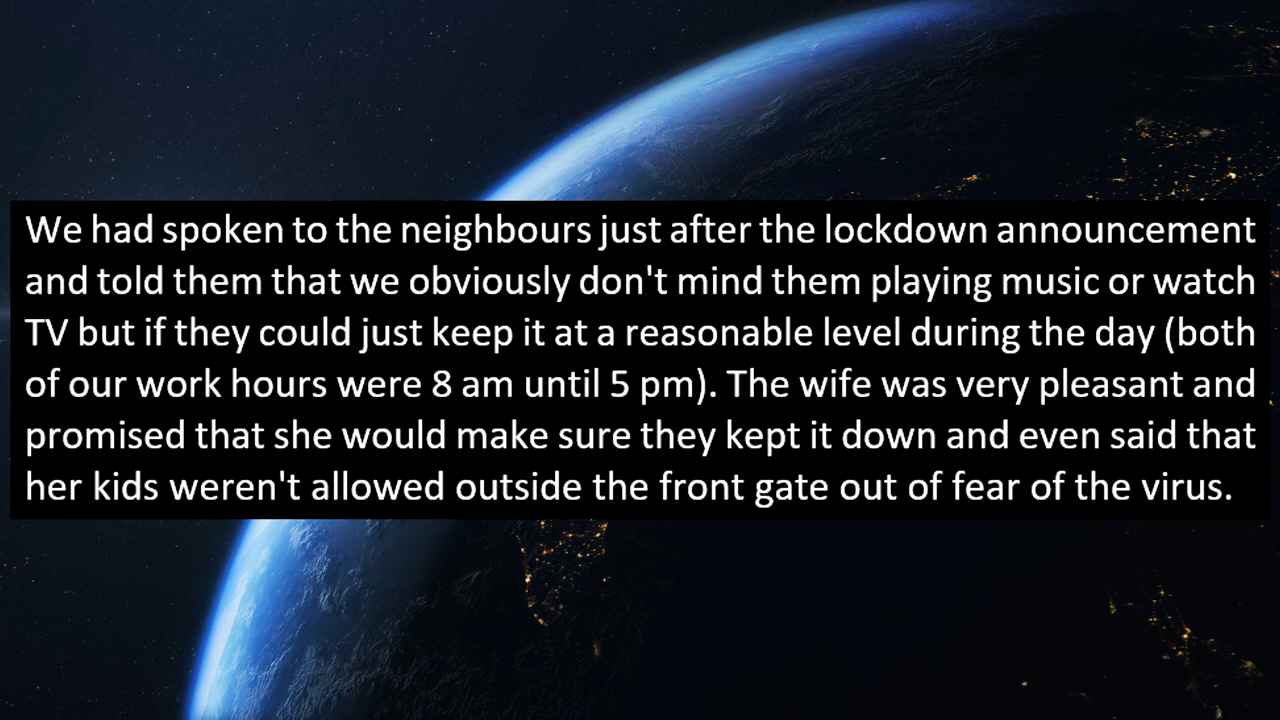 We had spoken to the neighbours just after the lockdown announcement
and told them that we obviously don't mind them playing music or watch
TV but if they could just keep it at a reasonable level during the day (both
of our work hours were 8 am until 5 pm). The wife was very pleasant and
promised that she would make sure they kept it down and even said that
her kids weren't allowed outside the front gate out of fear of the virus.